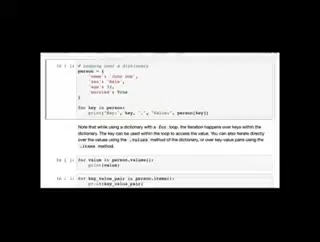 In [ ]: # Looping over a dictionary
person = {
'name': 'John Doe',
'sex': 'Male',
'age': 32,
'married': True
}
for key in person:
print('Key:', key, ',', 'Value:', person[key])
Note that while using a dictionary with a for loop, the iteration happens over keys within the
dictionary. The key can be used within the loop to access the value. You can also iterate directly
over the values using the .values method of the dictionary, or over key-value pairs using the
.items method.
In [ ]: for value in person.values():
print(value)
In [ ]: for key_value_pair in person.items():
print(key_value_pair)